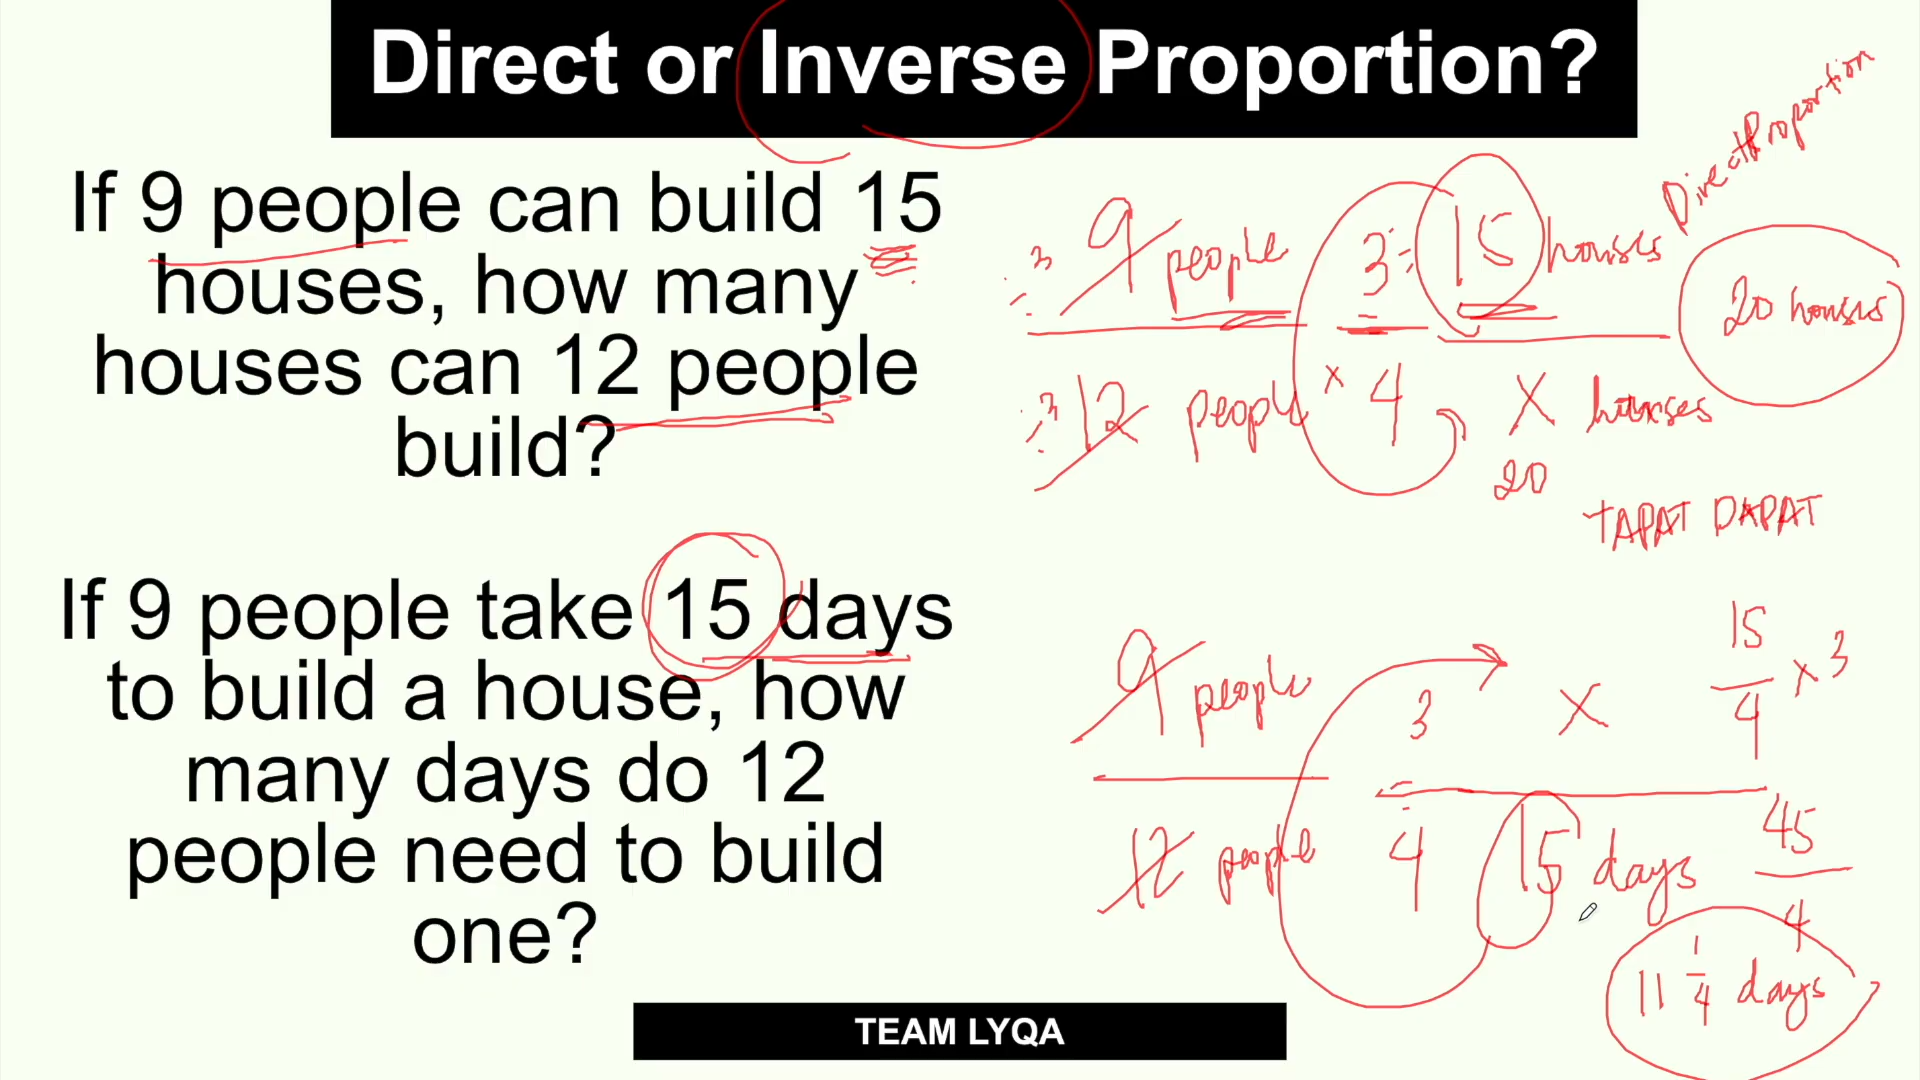 Direct or Inverse Proportion?
If 9 people can build 15
houses, how many
houses can 12 people
build?
Direct Proportion
3 9 people 3 ÷ 15 houses
20 houses
÷3 12 people × 4 X houses
20
TAPAT DAPAT
If 9 people take 15 days
to build a house, how
many days do 12
people need to build
one?
9 people 3 X
15
4 × 3
12 people 4 15 days
45
4
11 1/4 days
TEAM LYQA